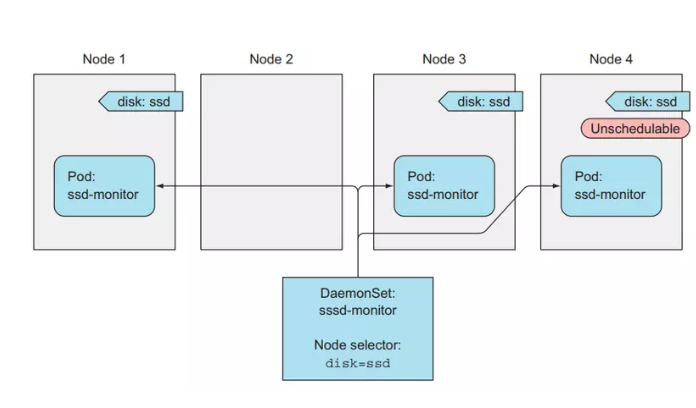 Node 1
Node 2
Node 3
Node 4
disk: ssd
disk: ssd
disk: ssd
Unschedulable
Pod:
ssd-monitor
Pod:
ssd-monitor
Pod:
ssd-monitor
DaemonSet:
sssd-monitor
Node selector:
disk=ssd